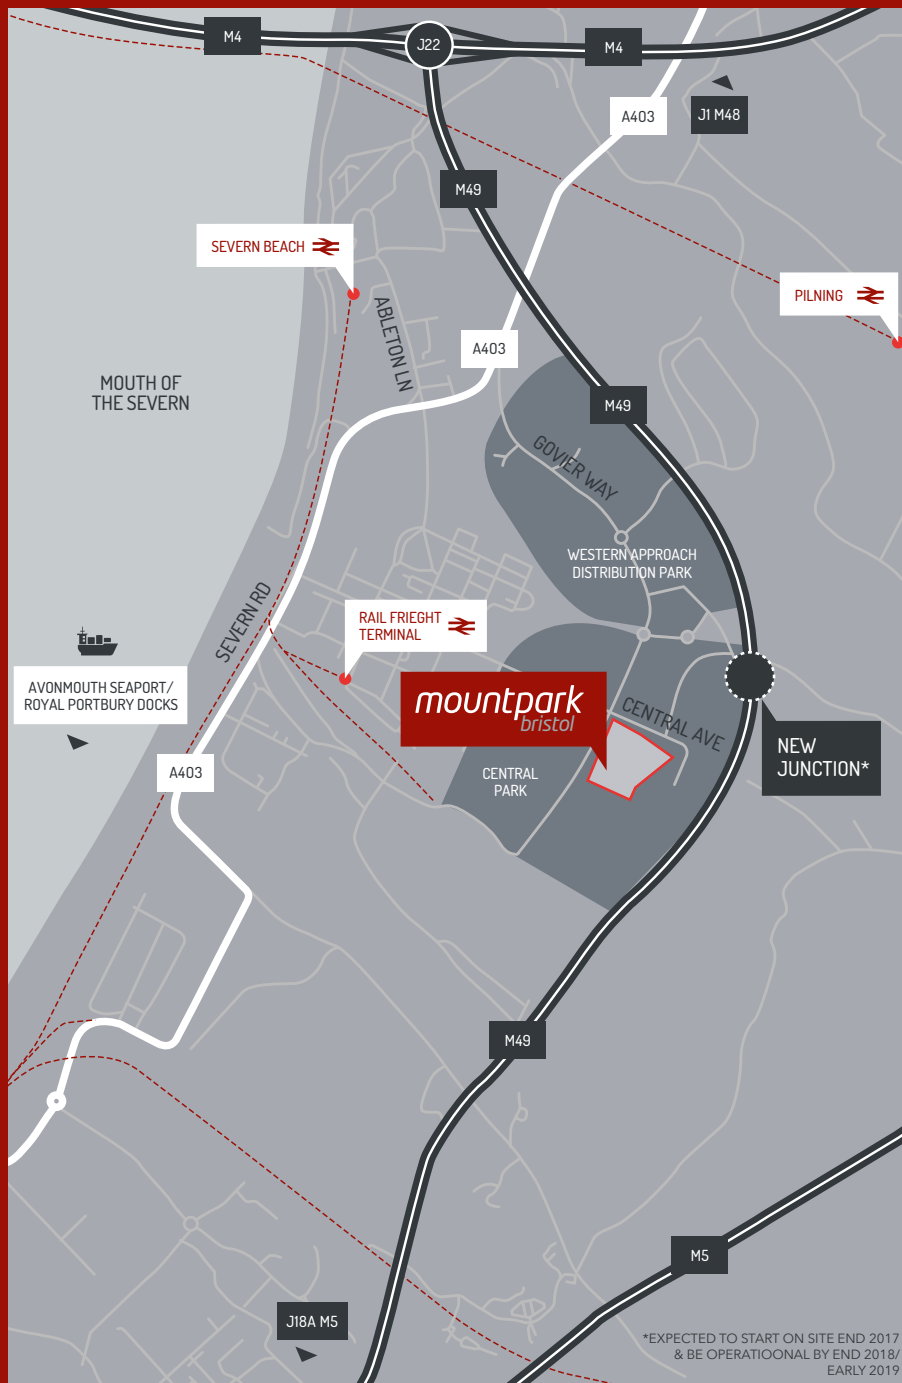 M4
J22
M4
A403
J1 M48
M49
SEVERN BEACH
PILNING
ABLETON LN
A403
MOUTH OF
THE SEVERN
M49
GOVIER WAY
WESTERN APPROACH
DISTRIBUTION PARK
SEVERN RD
RAIL FRIEGHT
TERMINAL
AVONMOUTH SEAPORT/
ROYAL PORTBURY DOCKS
mountpark
bristol
CENTRAL AVE
NEW
JUNCTION*
A403
CENTRAL
PARK
M49
M5
J18A M5
*EXPECTED TO START ON SITE END 2017
& BE OPERATIOONAL BY END 2018/
EARLY 2019